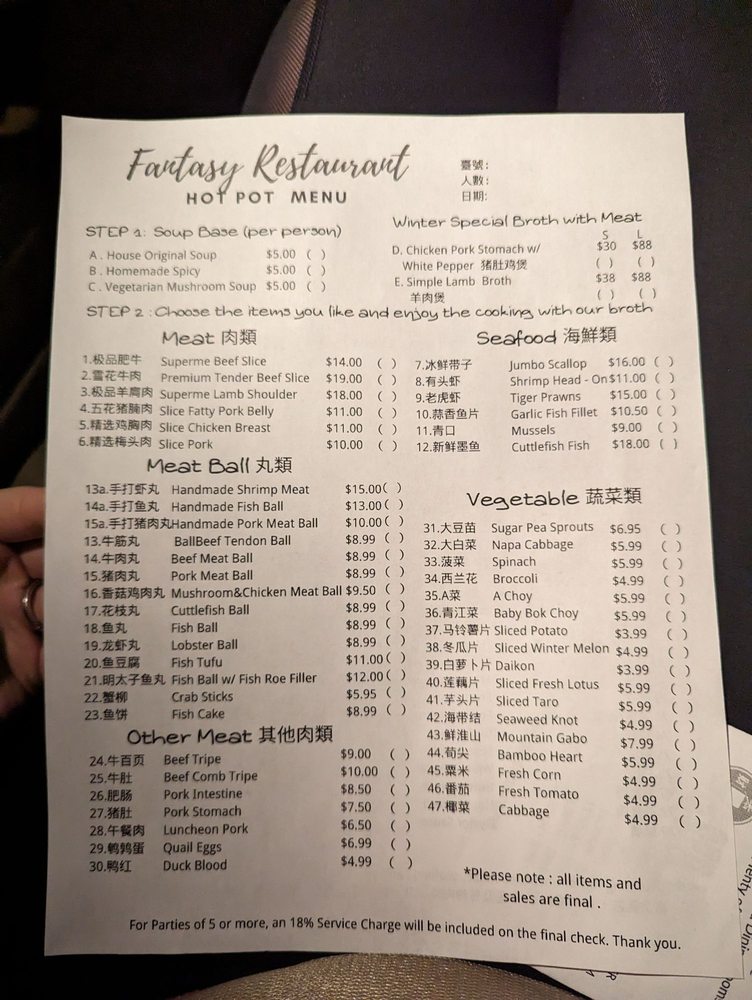 Fantasy Restaurant
HOT POT MENU
臺號:
人數:
日期:
STEP 1: Soup Base (per person)
A . House Original Soup $5.00 ( )
B . Homemade Spicy $5.00 ( )
C . Vegetarian Mushroom Soup $5.00 ( )
Winter Special Broth with Meat
S L
D. Chicken Pork Stomach w/ $30 $88
White Pepper 猪肚鸡煲 ( ) ( )
E. Simple Lamb Broth $38 $88
羊肉煲 ( ) ( )
STEP 2 : Choose the items you like and enjoy the cooking with our broth
Meat 肉類
1.极品肥牛 Superme Beef Slice $14.00 ( )
2.雪花牛肉 Premium Tender Beef Slice $19.00 ( )
3.极品羊肩肉 Superme Lamb Shoulder $18.00 ( )
4.五花猪腩肉 Slice Fatty Pork Belly $11.00 ( )
5.精选鸡胸肉 Slice Chicken Breast $11.00 ( )
6.精选梅头肉 Slice Pork $10.00 ( )
Seafood 海鮮類
7.冰鲜带子 Jumbo Scallop $16.00 ( )
8.有头虾 Shrimp Head - On $11.00 ( )
9.老虎虾 Tiger Prawns $15.00 ( )
10.蒜香鱼片 Garlic Fish Fillet $10.50 ( )
11.青口 Mussels $9.00 ( )
12.新鲜墨鱼 Cuttlefish Fish $18.00 ( )
Meat Ball 丸類
13a.手打虾丸 Handmade Shrimp Meat $15.00 ( )
14a.手打鱼丸 Handmade Fish Ball $13.00 ( )
15a.手打猪肉丸 Handmade Pork Meat Ball $10.00 ( )
13.牛筋丸 BallBeef Tendon Ball $8.99 ( )
14.牛肉丸 Beef Meat Ball $8.99 ( )
15.猪肉丸 Pork Meat Ball $8.99 ( )
16.香菇鸡肉丸 Mushroom&Chicken Meat Ball $9.50 ( )
17.花枝丸 Cuttlefish Ball $8.99 ( )
18.鱼丸 Fish Ball $8.99 ( )
19.龙虾丸 Lobster Ball $8.99 ( )
20.鱼豆腐 Fish Tufu $11.00 ( )
21.明太子鱼丸 Fish Ball w/ Fish Roe Filler $12.00 ( )
22.蟹柳 Crab Sticks $5.95 ( )
23.鱼饼 Fish Cake $8.99 ( )
Other Meat 其他肉類
24.牛百页 Beef Tripe $9.00 ( )
25.牛肚 Beef Comb Tripe $10.00 ( )
26.肥肠 Pork Intestine $8.50 ( )
27.猪肚 Pork Stomach $7.50 ( )
28.午餐肉 Luncheon Pork $6.50 ( )
29.鹌鹑蛋 Quail Eggs $6.99 ( )
30.鸭红 Duck Blood $4.99 ( )
Vegetable 蔬菜類
31.大豆苗 Sugar Pea Sprouts $6.95 ( )
32.大白菜 Napa Cabbage $5.99 ( )
33.菠菜 Spinach $5.99 ( )
34.西兰花 Broccoli $4.99 ( )
35.A菜 A Choy $5.99 ( )
36.青江菜 Baby Bok Choy $5.99 ( )
37.马铃薯片 Sliced Potato $3.99 ( )
38.冬瓜片 Sliced Winter Melon $4.99 ( )
39.白萝卜片 Daikon $3.99 ( )
40.莲藕片 Sliced Fresh Lotus $5.99 ( )
41.芋头片 Sliced Taro $5.99 ( )
42.海带结 Seaweed Knot $4.99 ( )
43.鲜淮山 Mountain Gabo $7.99 ( )
44.荀尖 Bamboo Heart $5.99 ( )
45.粟米 Fresh Corn $4.99 ( )
46.番茄 Fresh Tomato $4.99 ( )
47.椰菜 Cabbage $4.99 ( )
*Please note : all items and
sales are final .
For Parties of 5 or more, an 18% Service Charge will be included on the final check. Thank you.